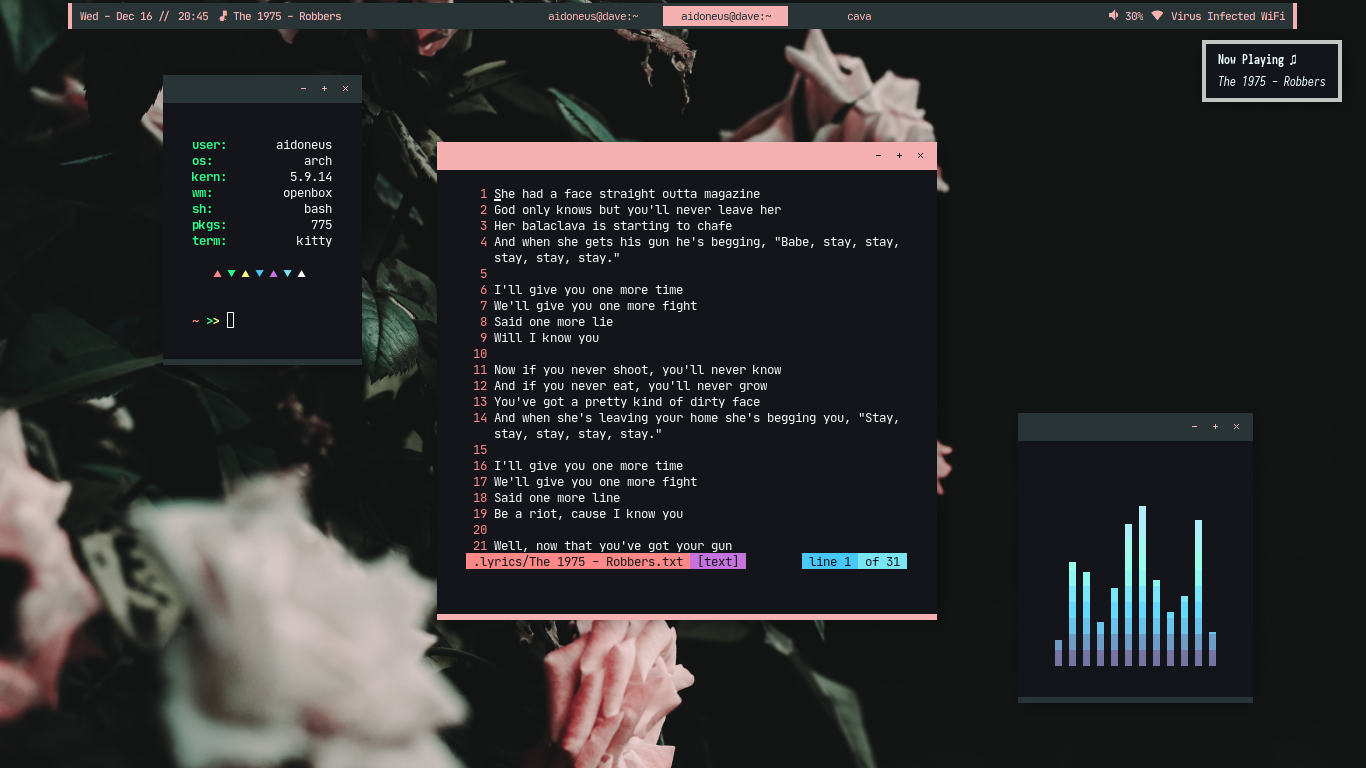 Wed - Dec 16 // 20:45 The 1975 - Robbers aidoneus@dave:~ aidoneus@dave:~ cava 30% Virus Infected WiFi
Now Playing ♫
The 1975 - Robbers
- + ×
user: aidoneus
os: arch
kern: 5.9.14
wm: openbox
sh: bash
pkgs: 775
term: kitty
~ >>
- + ×
1 She had a face straight outta magazine
2 God only knows but you'll never leave her
3 Her balaclava is starting to chafe
4 And when she gets his gun he's begging, "Babe, stay, stay,
stay, stay, stay."
5
6 I'll give you one more time
7 We'll give you one more fight
8 Said one more lie
9 Will I know you
10
11 Now if you never shoot, you'll never know
12 And if you never eat, you'll never grow
13 You've got a pretty kind of dirty face
14 And when she's leaving your home she's begging you, "Stay,
stay, stay, stay, stay."
15
16 I'll give you one more time
17 We'll give you one more fight
18 Said one more line
19 Be a riot, cause I know you
20
21 Well, now that you've got your gun
.lyrics/The 1975 - Robbers.txt [text] line 1 of 31
- + ×